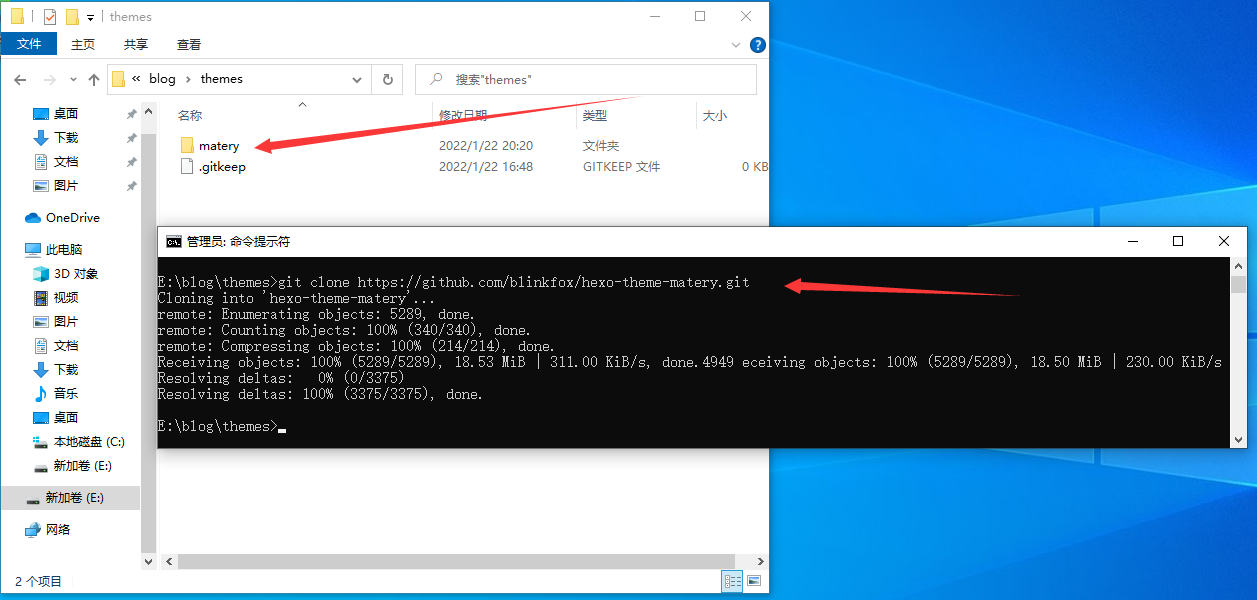 themes
文件 主页 共享 查看
« blog › themes 搜索"themes"
名称 修改日期 类型 大小
matery 2022/1/22 20:20 文件夹
.gitkeep 2022/1/22 16:48 GITKEEP 文件 0 KB
桌面
下载
文档
图片
OneDrive
此电脑
3D 对象
视频
图片
文档
下载
音乐
桌面
本地磁盘 (C:)
新加卷 (E:)
新加卷 (E:)
网络
2 个项目
管理员: 命令提示符
E:\blog\themes>git clone https://github.com/blinkfox/hexo-theme-matery.git
Cloning into 'hexo-theme-matery'...
remote: Enumerating objects: 5289, done.
remote: Counting objects: 100% (340/340), done.
remote: Compressing objects: 100% (214/214), done.
Receiving objects: 100% (5289/5289), 18.53 MiB | 311.00 KiB/s, done.4949 eceiving objects: 100% (5289/5289), 18.50 MiB | 230.00 KiB/s
Resolving deltas:   0% (0/3375)
Resolving deltas: 100% (3375/3375), done.
E:\blog\themes>